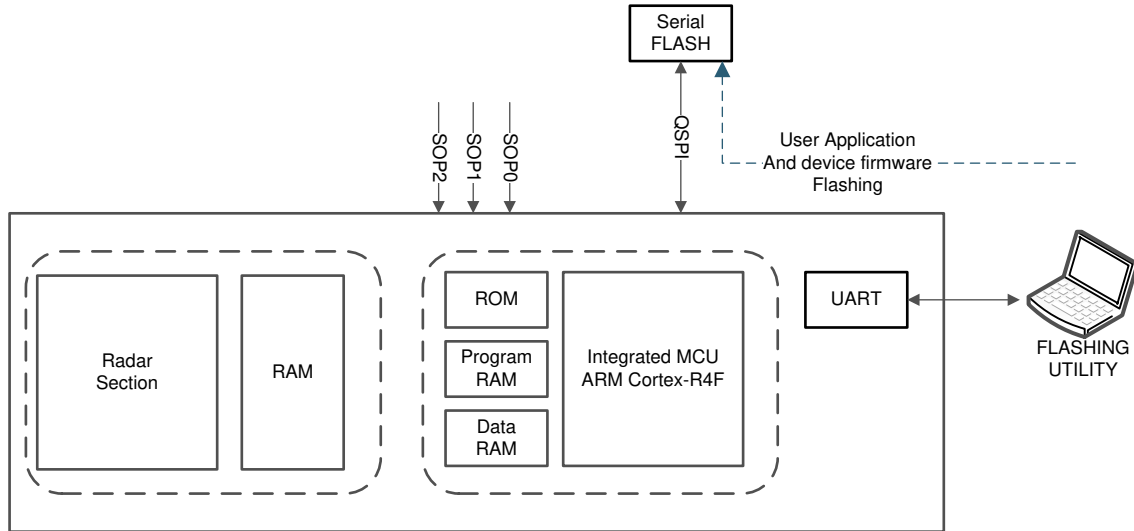 Serial
FLASH
SOP2
SOP1
SOP0
QSPI
User Application
And device firmware
Flashing
Radar
Section
RAM
ROM
Program
RAM
Data
RAM
Integrated MCU
ARM Cortex-R4F
UART
FLASHING
UTILITY